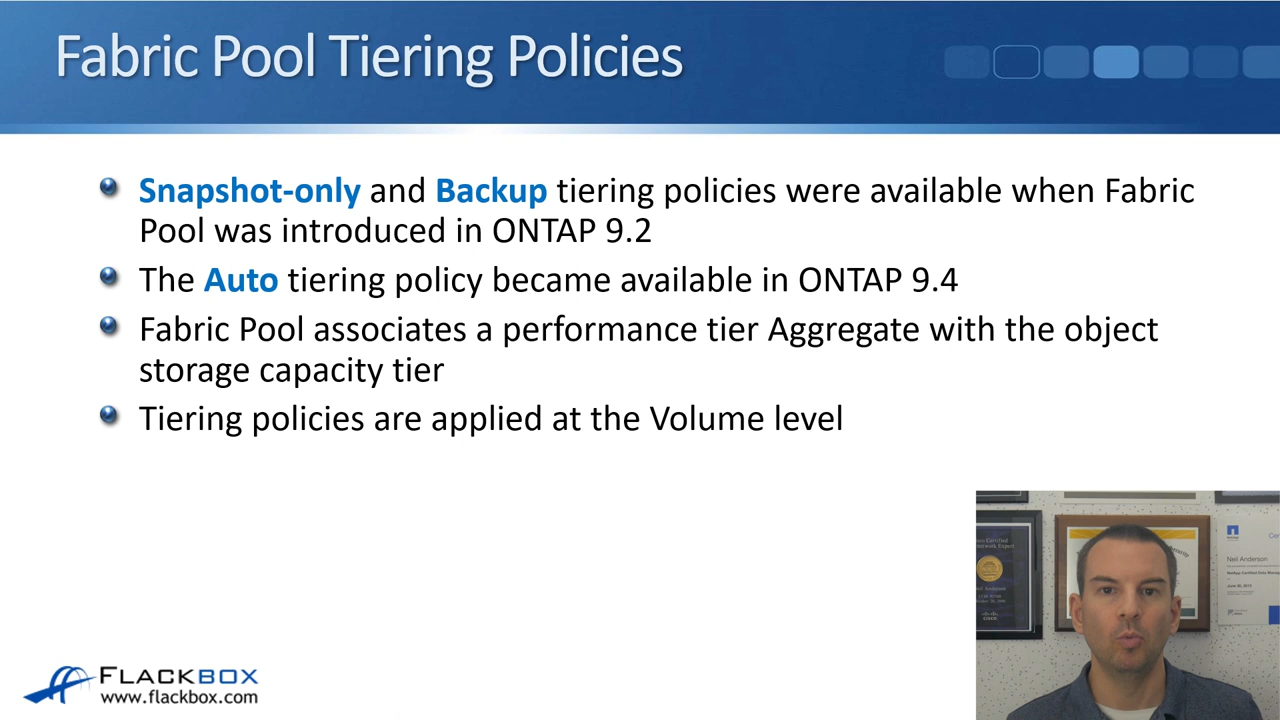 Fabric Pool Tiering Policies
Snapshot-only and Backup tiering policies were available when Fabric
Pool was introduced in ONTAP 9.2
The Auto tiering policy became available in ONTAP 9.4
Fabric Pool associates a performance tier Aggregate with the object
storage capacity tier
Tiering policies are applied at the Volume level
FLACKBOX
www.flackbox.com
Neil Anderson